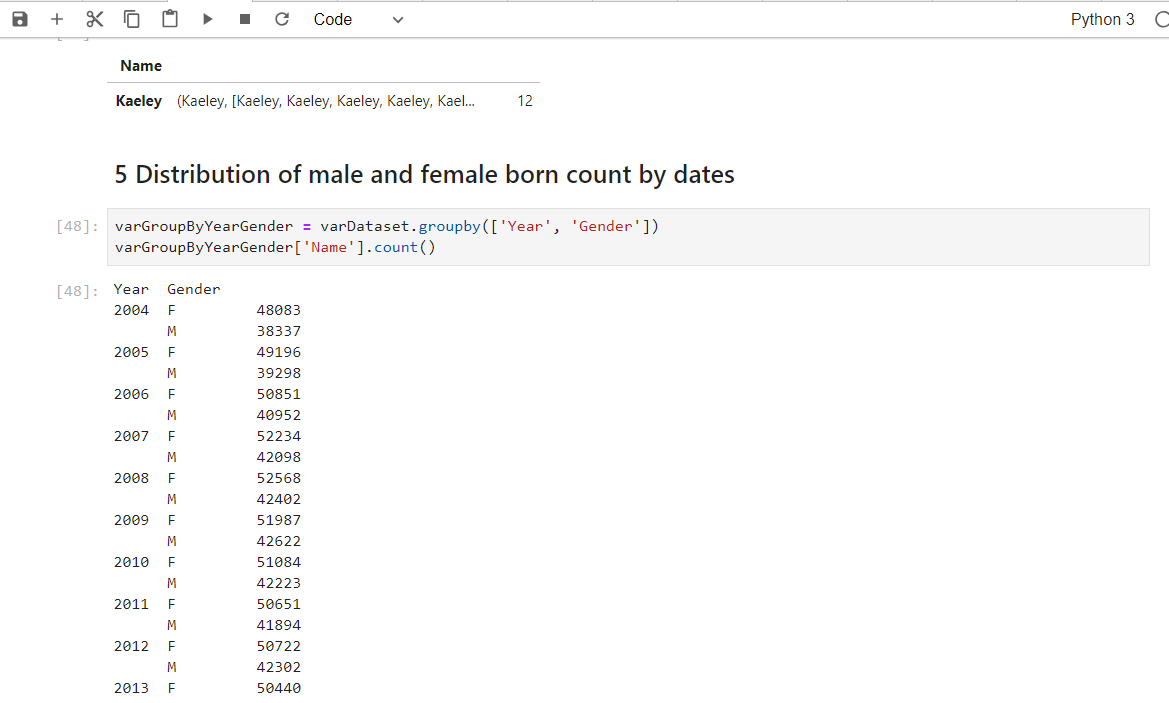 Code
Python 3
Name
Kaeley (Kaeley, [Kaeley, Kaeley, Kaeley, Kaeley, Kael... 12
5 Distribution of male and female born count by dates
[48]: varGroupByYearGender = varDataset.groupby(['Year', 'Gender'])
varGroupByYearGender['Name'].count()
[48]: Year Gender
2004 F 48083
M 38337
2005 F 49196
M 39298
2006 F 50851
M 40952
2007 F 52234
M 42098
2008 F 52568
M 42402
2009 F 51987
M 42622
2010 F 51084
M 42223
2011 F 50651
M 41894
2012 F 50722
M 42302
2013 F 50440